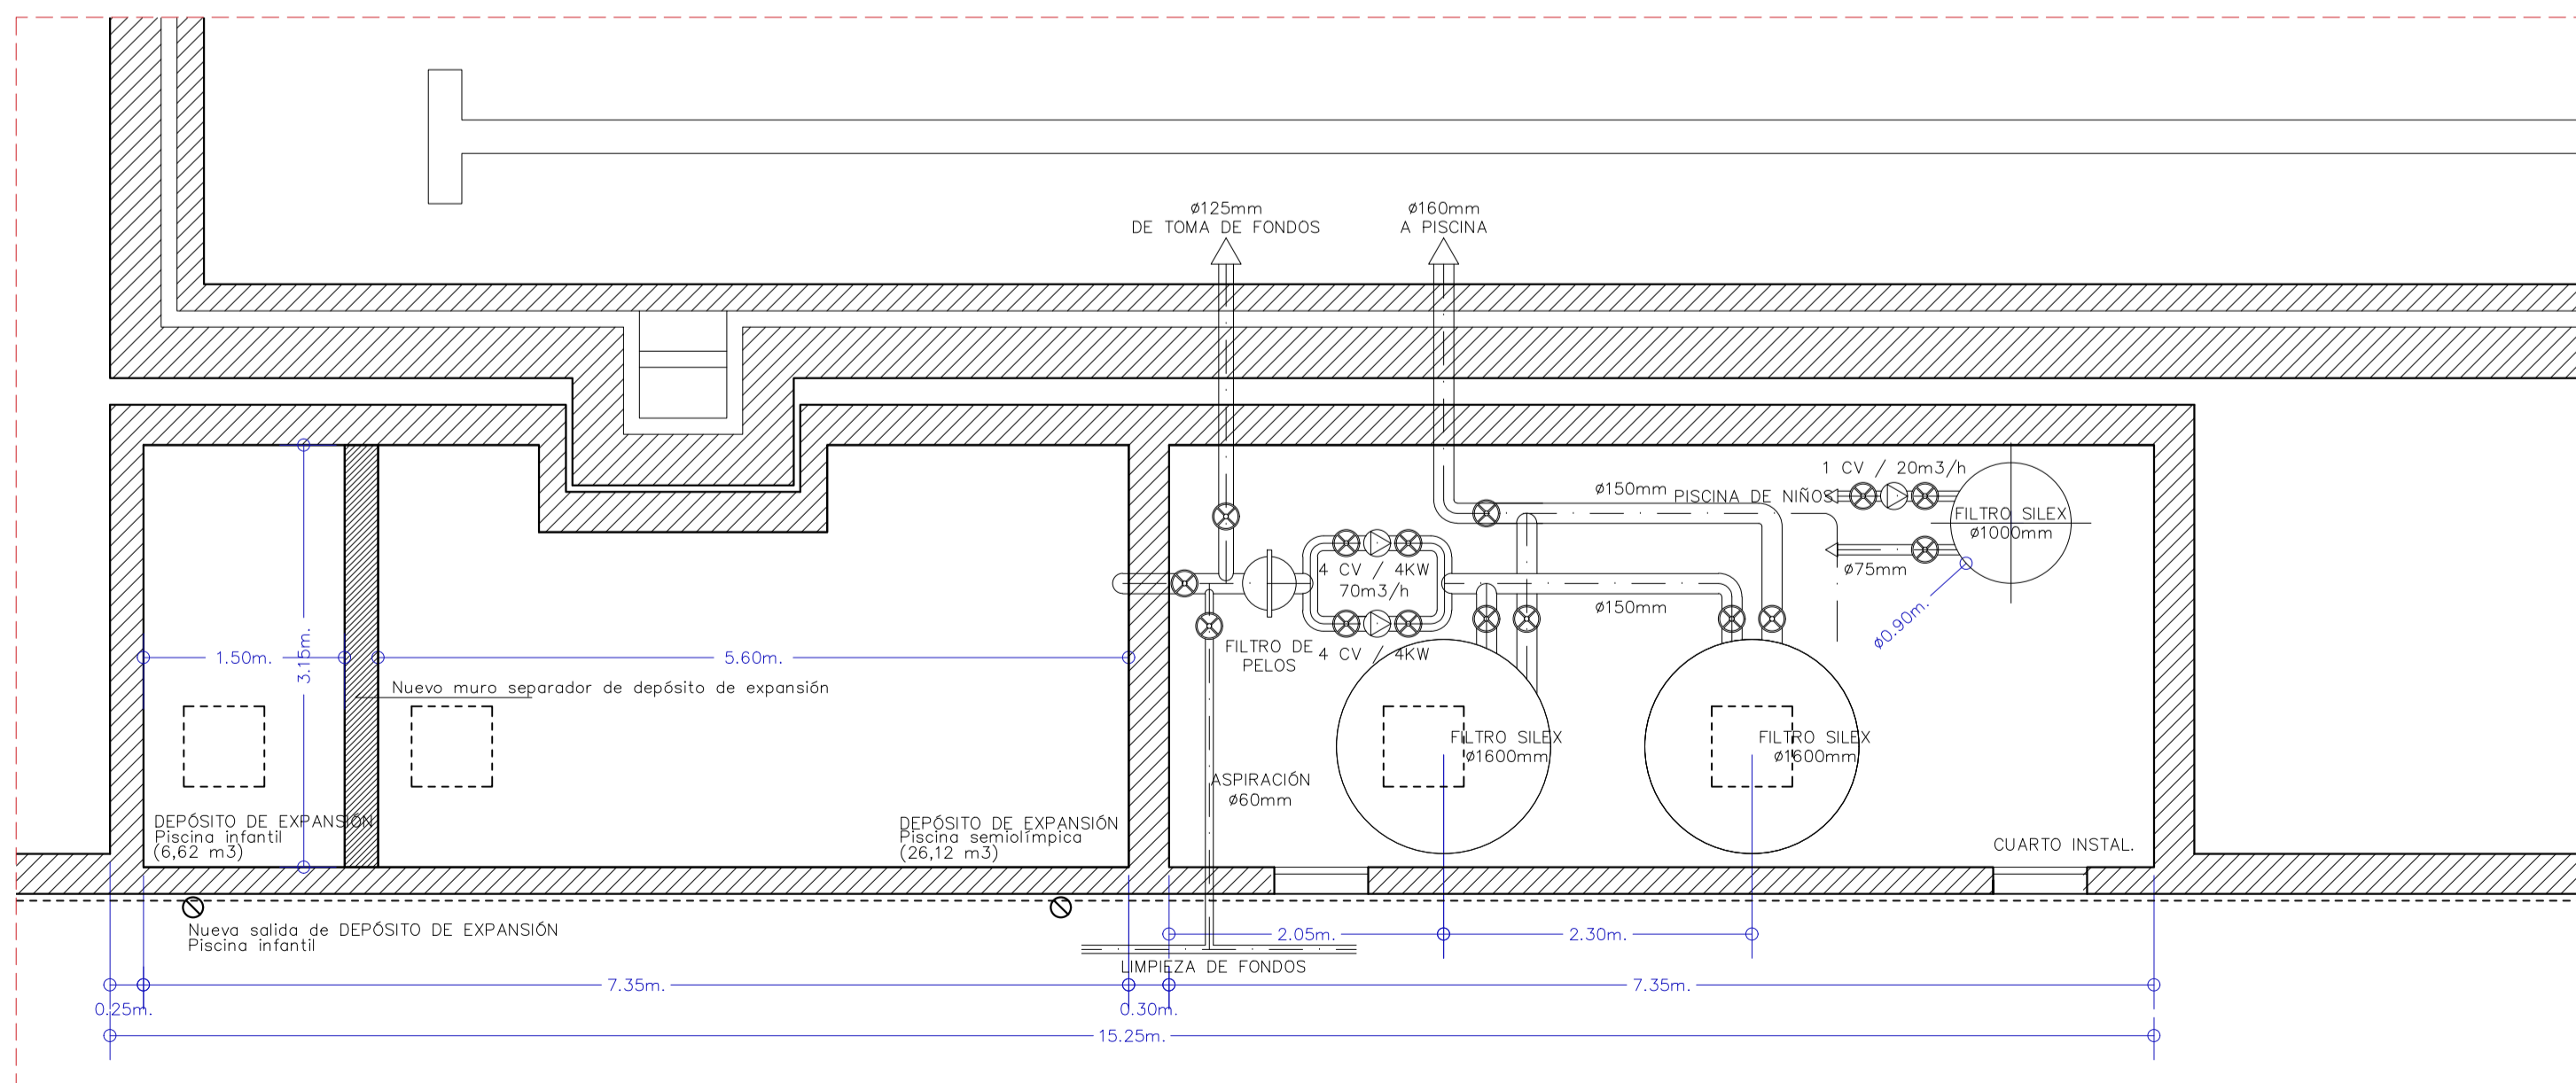 ø125mm
DE TOMA DE FONDOS
ø160mm
A PISCINA
1 CV / 20m3/h
ø150mm
PISCINA DE NIÑOS
FILTRO SILEX
ø1000mm
4 CV / 4KW
70m3/h
ø75mm
ø150mm
ø0.90m.
FILTRO DE
PELOS
4 CV / 4KW
1.50m.
3.15m.
5.60m.
Nuevo muro separador de depósito de expansión
FILTRO SILEX
ø1600mm
FILTRO SILEX
ø1600mm
ASPIRACIÓN
ø60mm
DEPÓSITO DE EXPANSIÓN
Piscina infantil
(6,62 m3)
DEPÓSITO DE EXPANSIÓN
Piscina semiolímpica
(26,12 m3)
CUARTO INSTAL.
Nueva salida de DEPÓSITO DE EXPANSIÓN
Piscina infantil
2.05m.
2.30m.
LIMPIEZA DE FONDOS
7.35m.
7.35m.
0.25m.
0.30m.
15.25m.